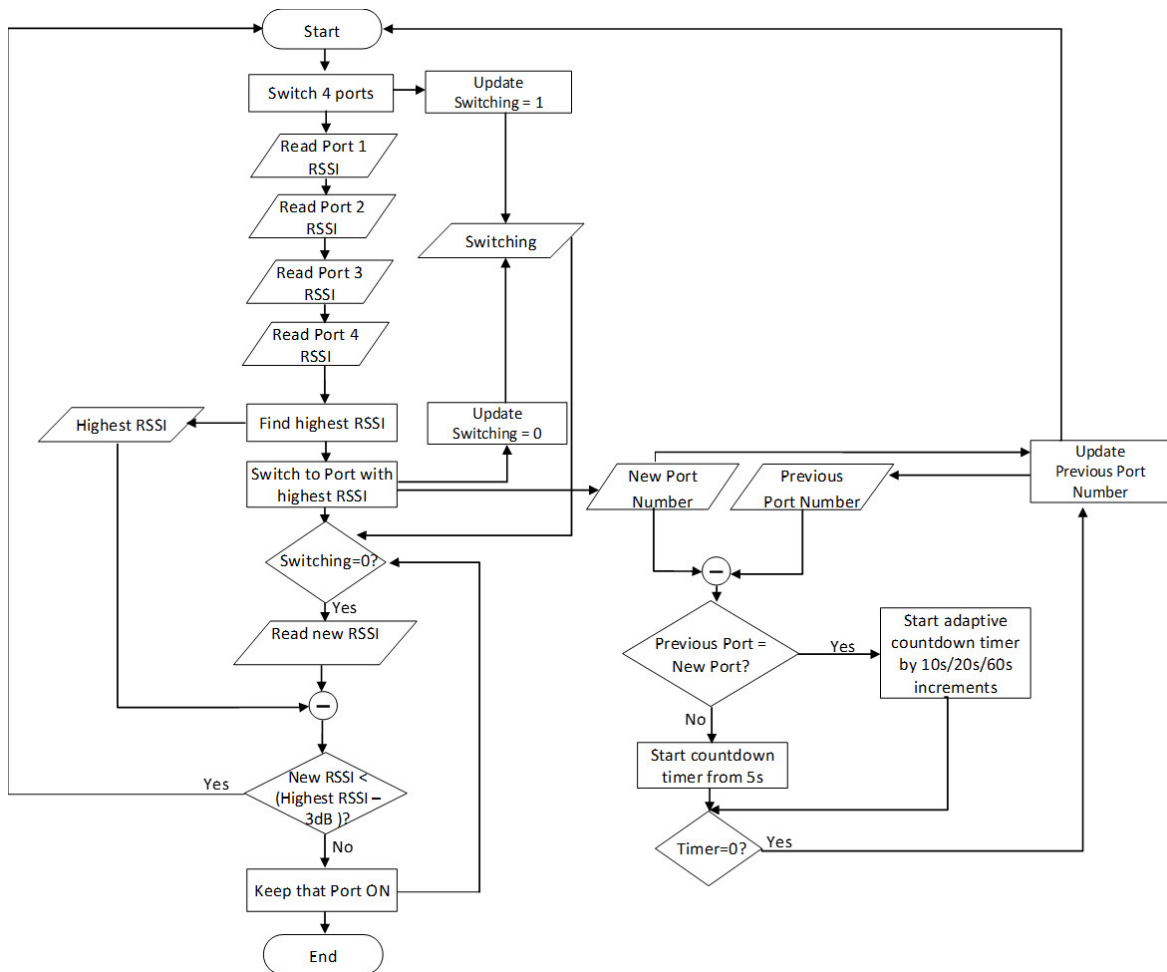 Start
Switch 4 ports
Update
Switching = 1
Read Port 1
RSSI
Read Port 2
RSSI
Switching
Read Port 3
RSSI
Read Port 4
RSSI
Highest RSSI
Find highest RSSI
Update
Switching = 0
Switch to Port with
highest RSSI
New Port
Number
Previous
Port Number
Update
Previous Port
Number
Switching=0?
Yes
Read new RSSI
−
−
Previous Port =
New Port?
Yes
Start adaptive
countdown timer
by 10s/20s/60s
increments
No
Start countdown
timer from 5s
Yes
New RSSI <
(Highest RSSI −
3dB )?
No
Timer=0?
Yes
Keep that Port ON
End